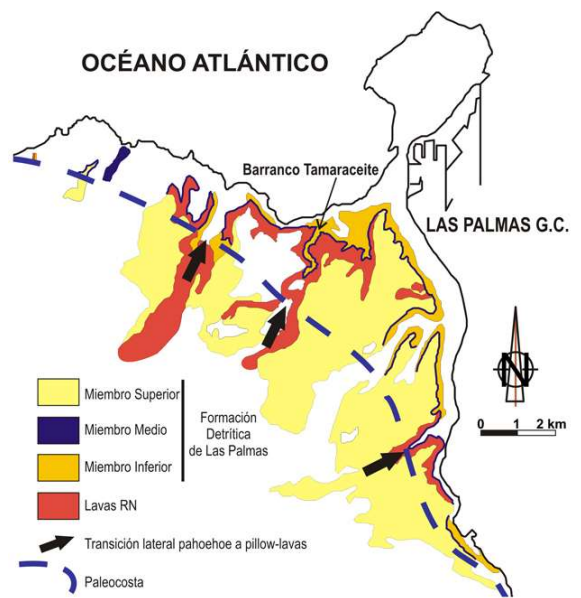 OCÉANO ATLÁNTICO
Barranco Tamaraceite
LAS PALMAS G.C.
N
0 1 2 km
Miembro Superior
Miembro Medio
Miembro Inferior
Formación
Detrítica
de Las Palmas
Lavas RN
Transición lateral pahoehoe a pillow-lavas
Paleocosta